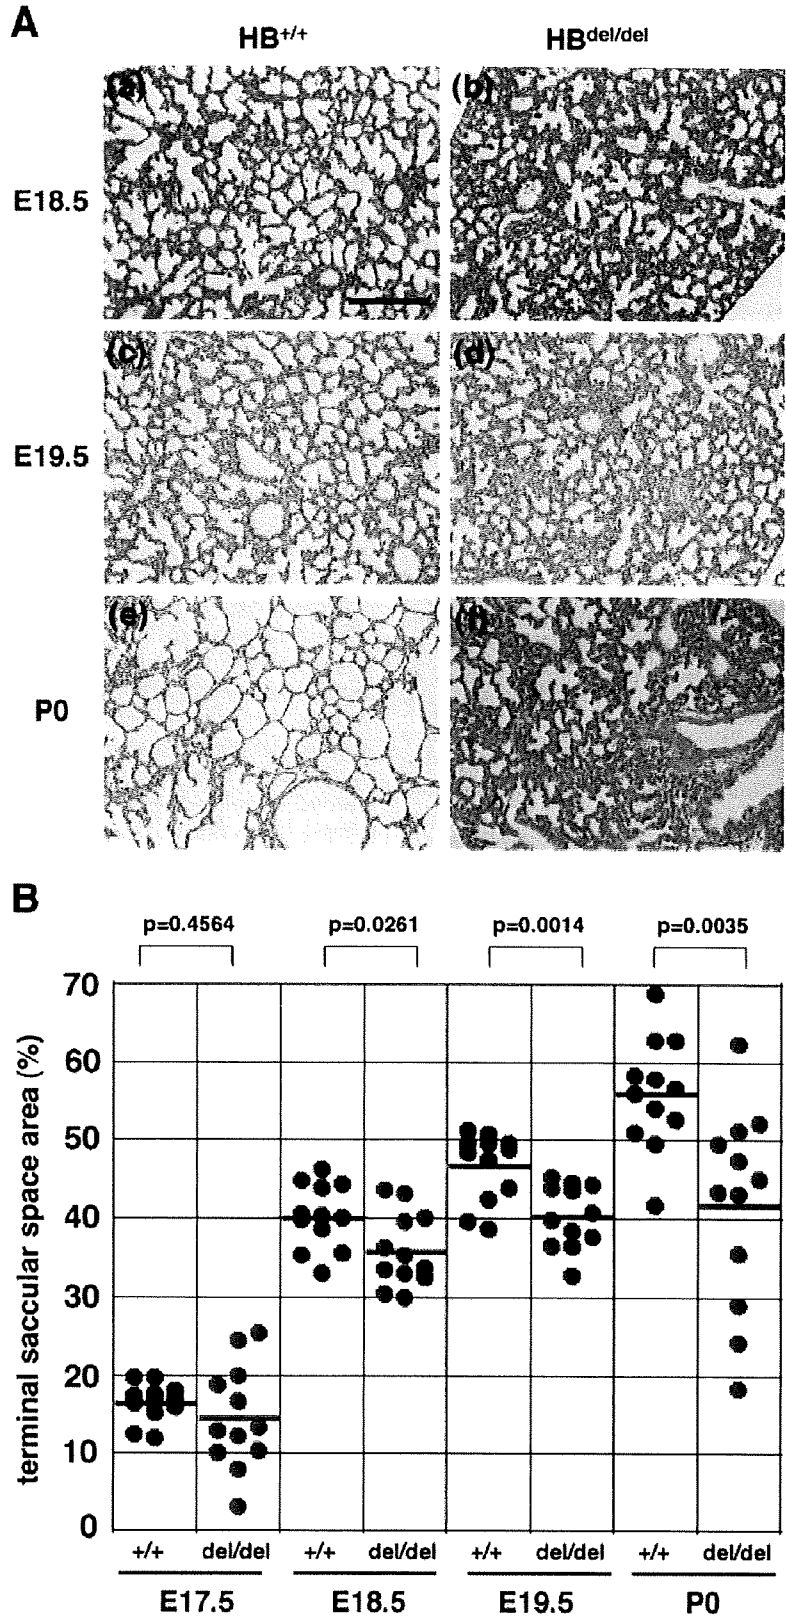 A
HB+/+ HBdel/del
E18.5
(a) (b)
E19.5
(c) (d)
P0
(e) (f)
B
p=0.4564 p=0.0261 p=0.0014 p=0.0035
terminal saccular space area (%)
70
60
50
40
30
20
10
0
+/+ del/del +/+ del/del +/+ del/del +/+ del/del
E17.5 E18.5 E19.5 P0